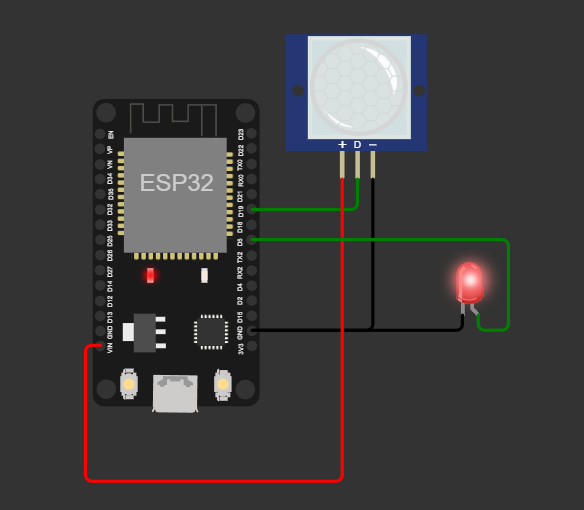 + D −
ESP32
EN
VP
VN
D34
D35
D32
D33
D25
D26
D27
D14
D12
D13
GND
VIN
D23
D22
TX0
RX0
D21
D19
D18
D5
TX2
RX2
D4
D2
D15
GND
3V3